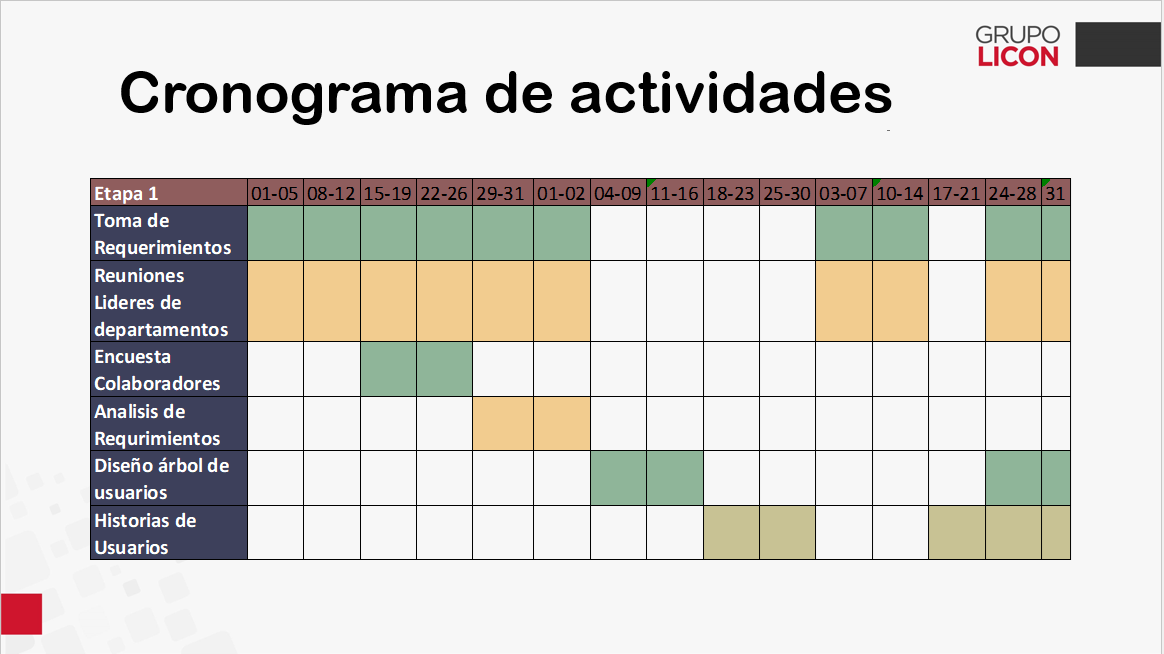 GRUPO
LICON
Cronograma de actividades
Etapa 1 01-05 08-12 15-19 22-26 29-31 01-02 04-09 11-16 18-23 25-30 03-07 10-14 17-21 24-28 31
Toma de
Requerimientos
Reuniones
Lideres de
departamentos
Encuesta
Colaboradores
Analisis de
Requrimientos
Diseño árbol de
usuarios
Historias de
Usuarios